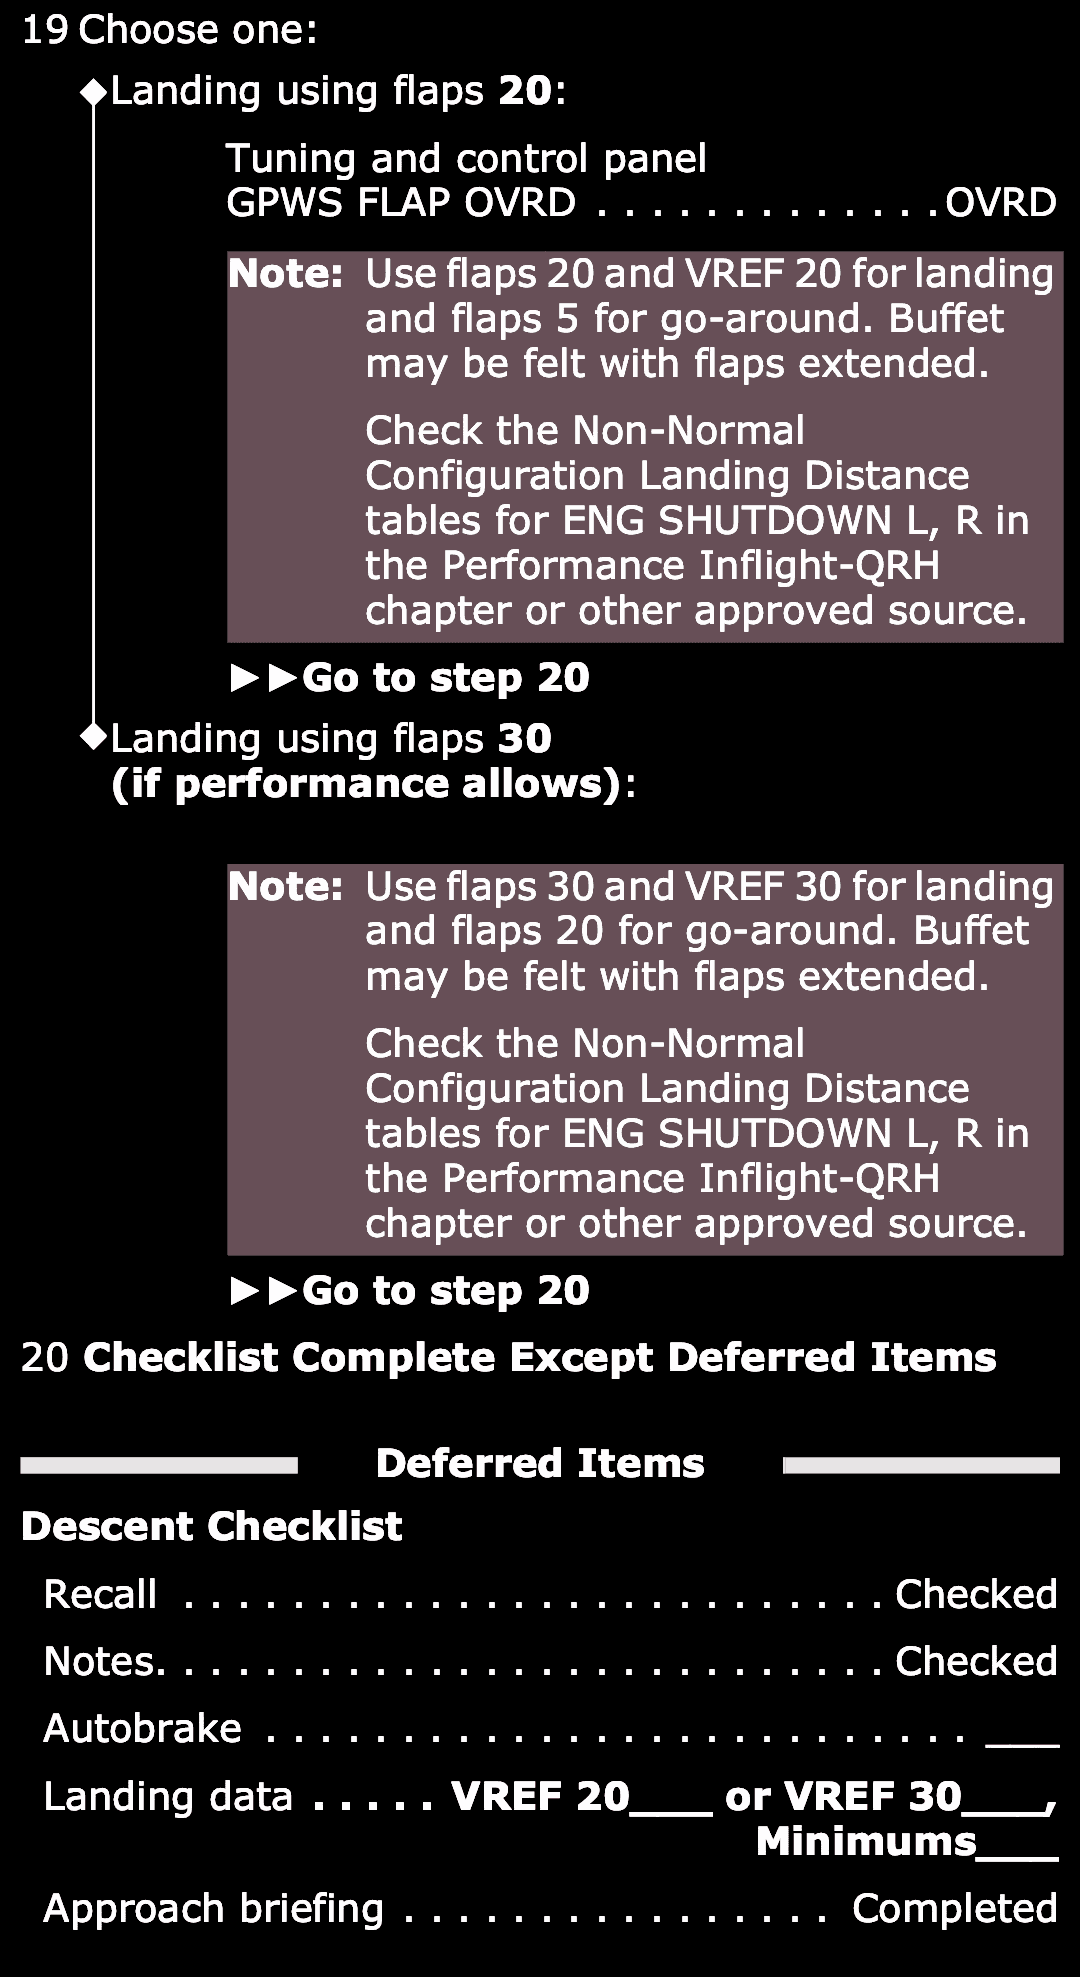 19 Choose one:
◆Landing using flaps 20:
Tuning and control panel
GPWS FLAP OVRD . . . . . . . . . . . . . OVRD
Note: Use flaps 20 and VREF 20 for landing
and flaps 5 for go-around. Buffet
may be felt with flaps extended.
Check the Non-Normal
Configuration Landing Distance
tables for ENG SHUTDOWN L, R in
the Performance Inflight-QRH
chapter or other approved source.
►►Go to step 20
◆Landing using flaps 30
(if performance allows):
Note: Use flaps 30 and VREF 30 for landing
and flaps 20 for go-around. Buffet
may be felt with flaps extended.
Check the Non-Normal
Configuration Landing Distance
tables for ENG SHUTDOWN L, R in
the Performance Inflight-QRH
chapter or other approved source.
►►Go to step 20
20 Checklist Complete Except Deferred Items
Deferred Items
Descent Checklist
Recall . . . . . . . . . . . . . . . . . . . . . . . . . . Checked
Notes. . . . . . . . . . . . . . . . . . . . . . . . . . . Checked
Autobrake . . . . . . . . . . . . . . . . . . . . . . . . . . ___
Landing data . . . . . VREF 20___ or VREF 30___,
Minimums___
Approach briefing . . . . . . . . . . . . . . . . Completed